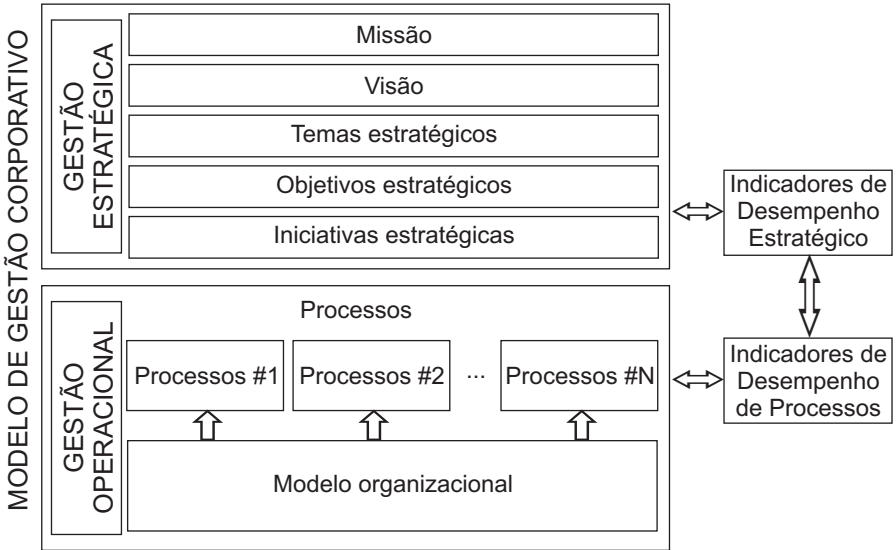 MODELO DE GESTÃO CORPORATIVO
GESTÃO
ESTRATÉGICA
Missão
Visão
Temas estratégicos
Objetivos estratégicos
Iniciativas estratégicas
Indicadores de
Desempenho
Estratégico
GESTÃO
OPERACIONAL
Processos
Processos #1
Processos #2
...
Processos #N
Modelo organizacional
Indicadores de
Desempenho
de Processos